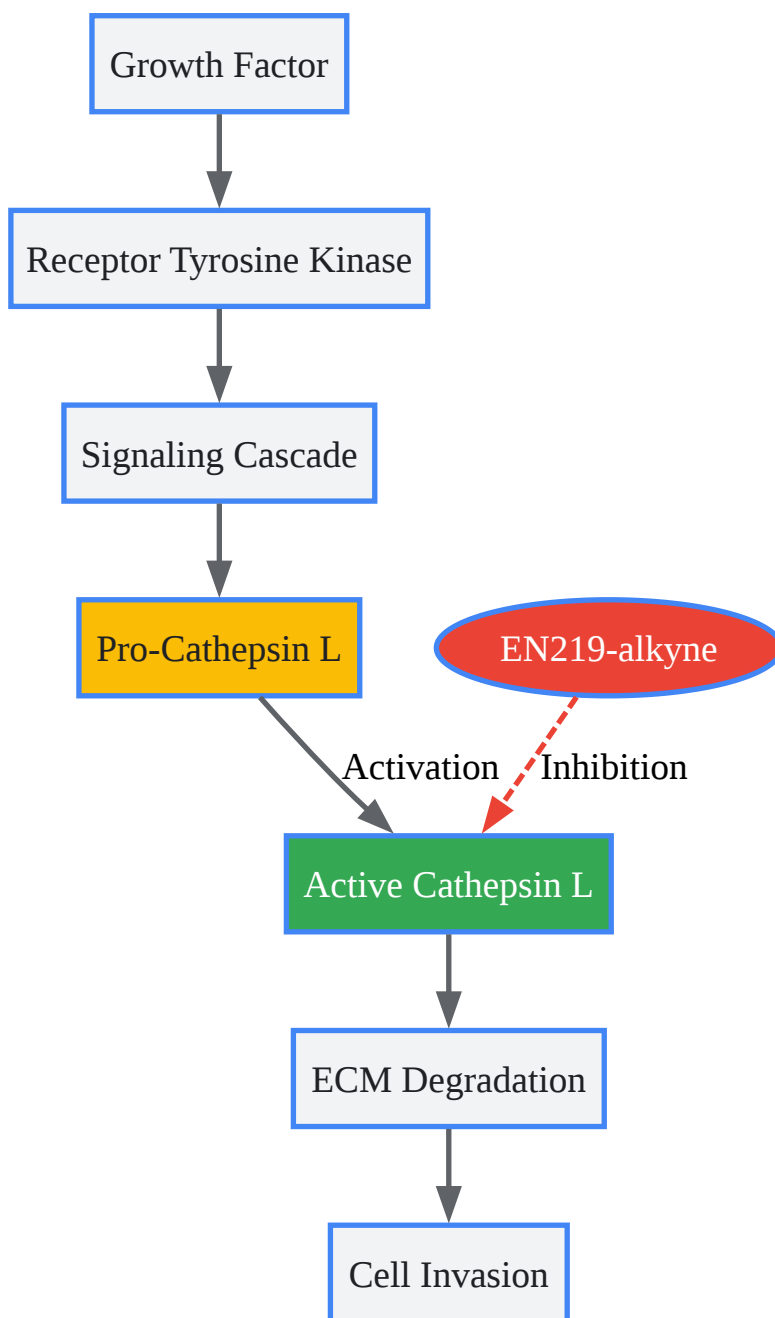 Growth Factor
Receptor Tyrosine Kinase
Signaling Cascade
Pro-Cathepsin L
EN219-alkyne
Activation
Inhibition
Active Cathepsin L
ECM Degradation
Cell Invasion